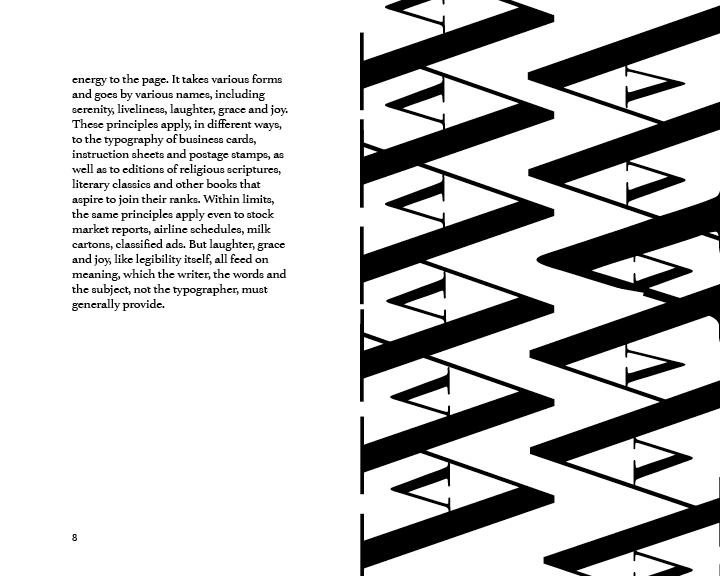 energy to the page. It takes various forms
and goes by various names, including
serenity, liveliness, laughter, grace and joy.
These principles apply, in different ways,
to the typography of business cards,
instruction sheets and postage stamps, as
well as to editions of religious scriptures,
literary classics and other books that
aspire to join their ranks. Within limits,
the same principles apply even to stock
market reports, airline schedules, milk
cartons, classified ads. But laughter, grace
and joy, like legibility itself, all feed on
meaning, which the writer, the words and
the subject, not the typographer, must
generally provide.
8